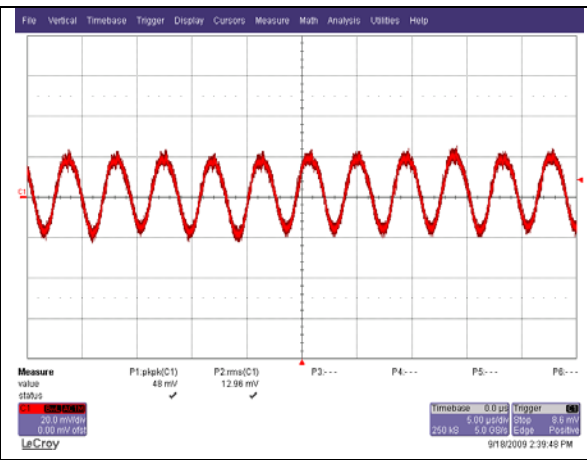 File Vertical Timebase Trigger Display Cursors Measure Math Analysis Utilities Help
C1
Measure P1:pkpk(C1) P2:rms(C1) P3:--- P4:--- P5:--- P6:---
value 48 mV 12.96 mV
status
C1
20.0 mV/div
0.00 mV ofst
Timebase 0.0 µs
5.00 µs/div
250 kS 5.0 GS/s
Trigger C1
Stop 8.6 mV
Edge Positive
LeCroy
9/18/2009 2:39:48 PM